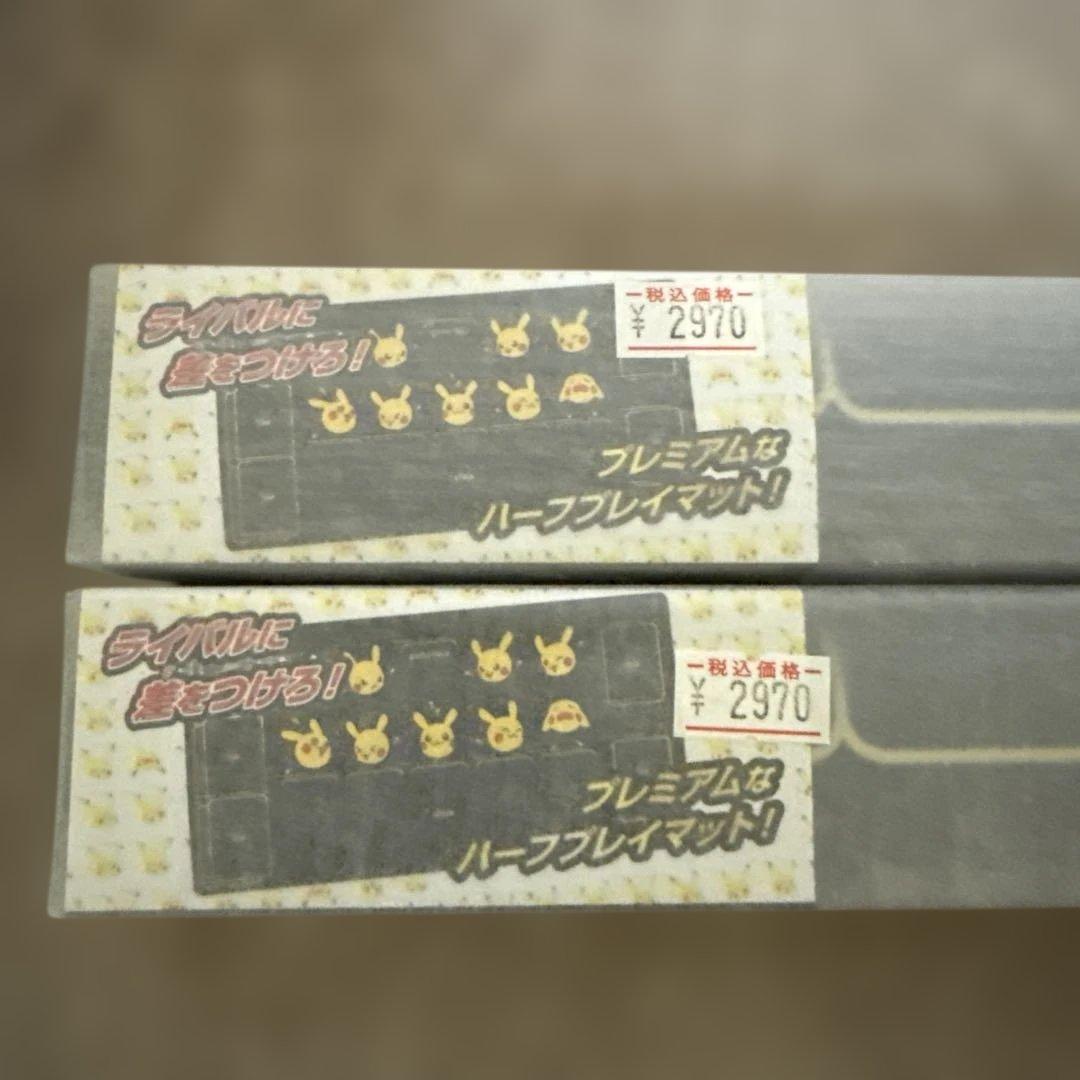 ライバルに
差をつけろ!
税込価格
¥ 2970
プレミアムな
ハーフプレイマット!
ライバルに
差をつけろ!
税込価格
¥ 2970
プレミアムな
ハーフプレイマット!